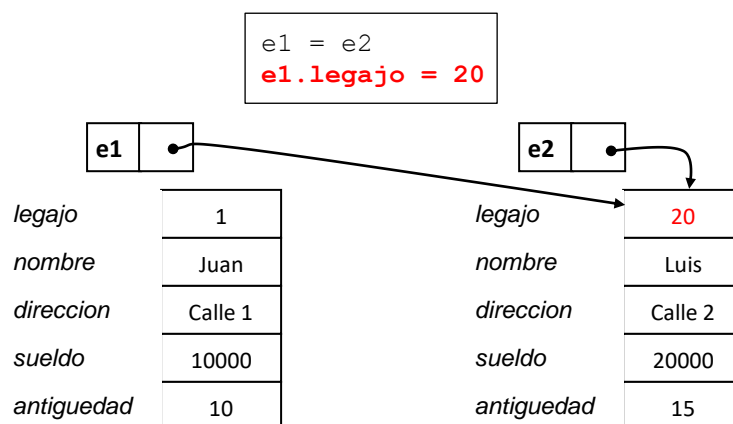 e1 = e2
e1.legajo = 20
e1 e2
legajo 1 legajo 20
nombre Juan nombre Luis
direccion Calle 1 direccion Calle 2
sueldo 10000 sueldo 20000
antiguedad 10 antiguedad 15